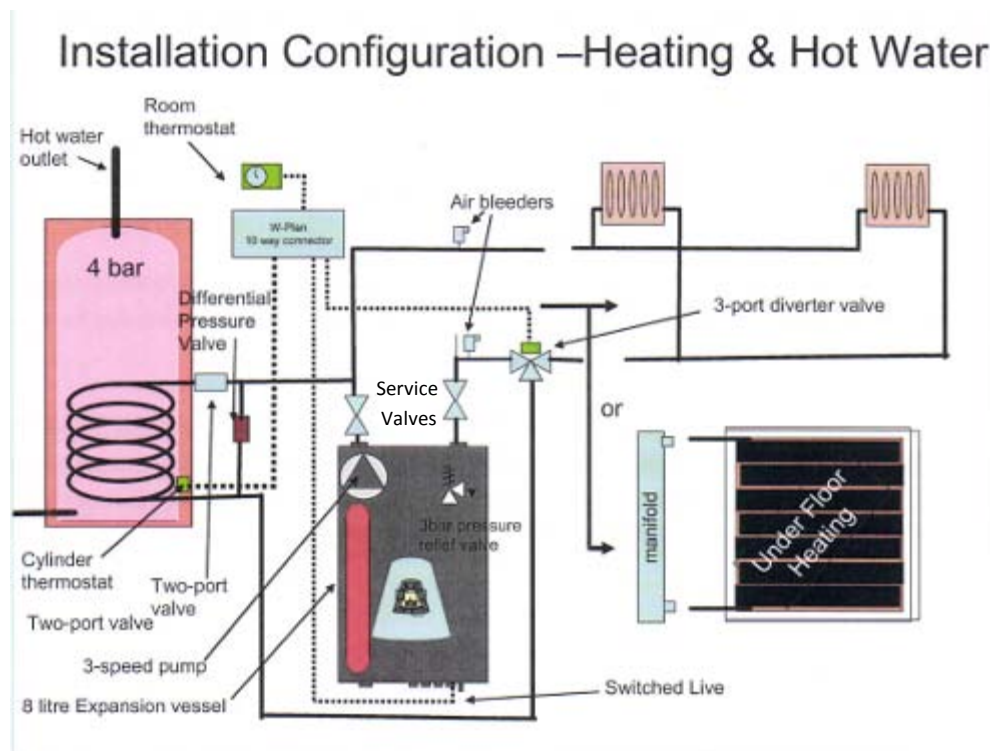 Installation Configuration –Heating & Hot Water
Room
thermostat
Hot water
outlet
Air bleeders
W-Plan
10 way connector
4 bar
Differential
Pressure
Valve
3-port diverter valve
Service
Valves
or
3bar pressure
relief valve
manifold
Under Floor
Heating
Cylinder
thermostat
Two-port
valve
Two-port valve
3-speed pump
8 litre Expansion vessel
Switched Live